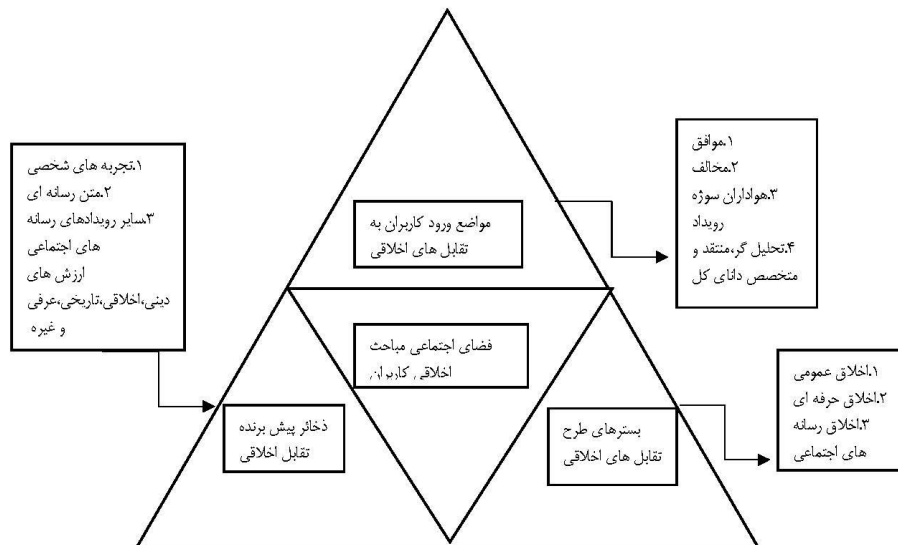 ۱.موافق
۲.مخالف
۳.هواداران سوژه
رویداد
۴.تحلیل گر،منتقد و
متخصص دانای کل
مواضع ورود کاربران به
تقابل های اخلاقی
۱.تجربه های شخصی
۲.متن رسانه ای
۳.سایر رویدادهای رسانه
های اجتماعی
ارزش های
دینی،اخلاقی،تاریخی،عرفی
و غیره
فضای اجتماعی مباحث
اخلاقی کاربران
۱.اخلاق عمومی
۲.اخلاق حرفه ای
۳.اخلاق رسانه
های اجتماعی
بسترهای طرح
تقابل های اخلاقی
ذخائر پیش برنده
تقابل اخلاقی